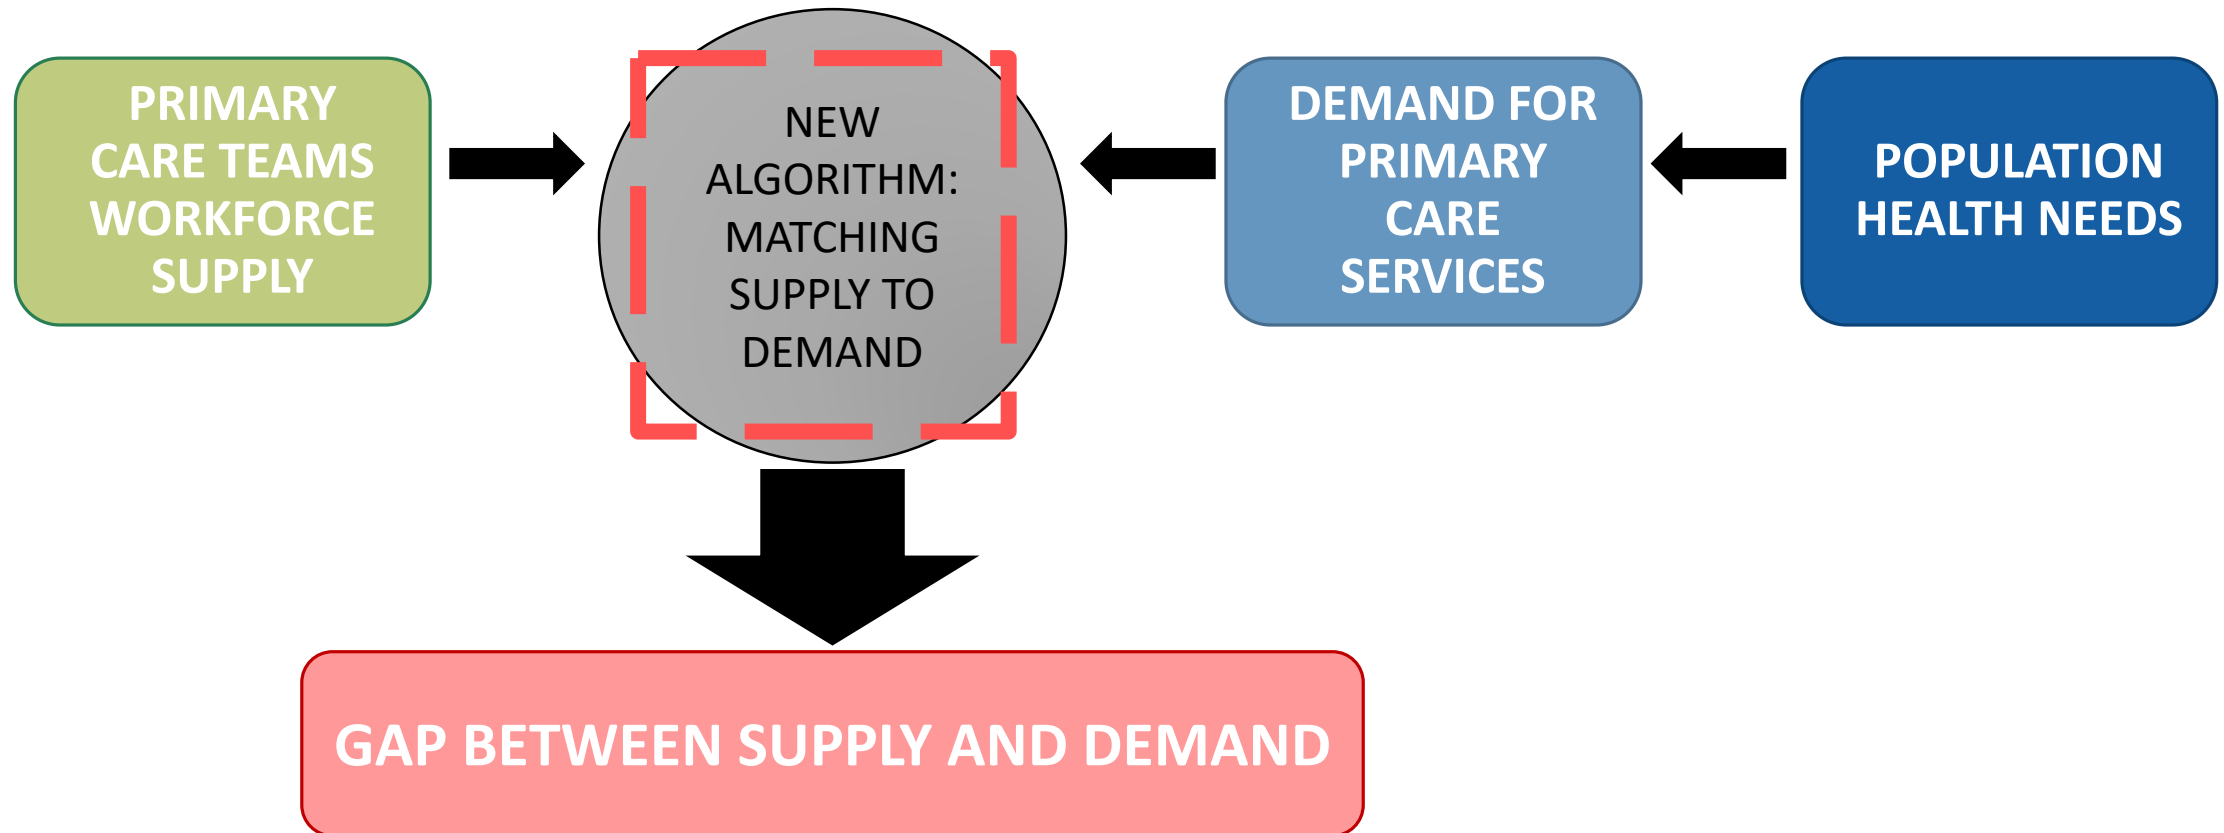 PRIMARY
CARE TEAMS
WORKFORCE
SUPPLY
NEW
ALGORITHM:
MATCHING
SUPPLY TO
DEMAND
DEMAND FOR
PRIMARY
CARE
SERVICES
POPULATION
HEALTH NEEDS
GAP BETWEEN SUPPLY AND DEMAND